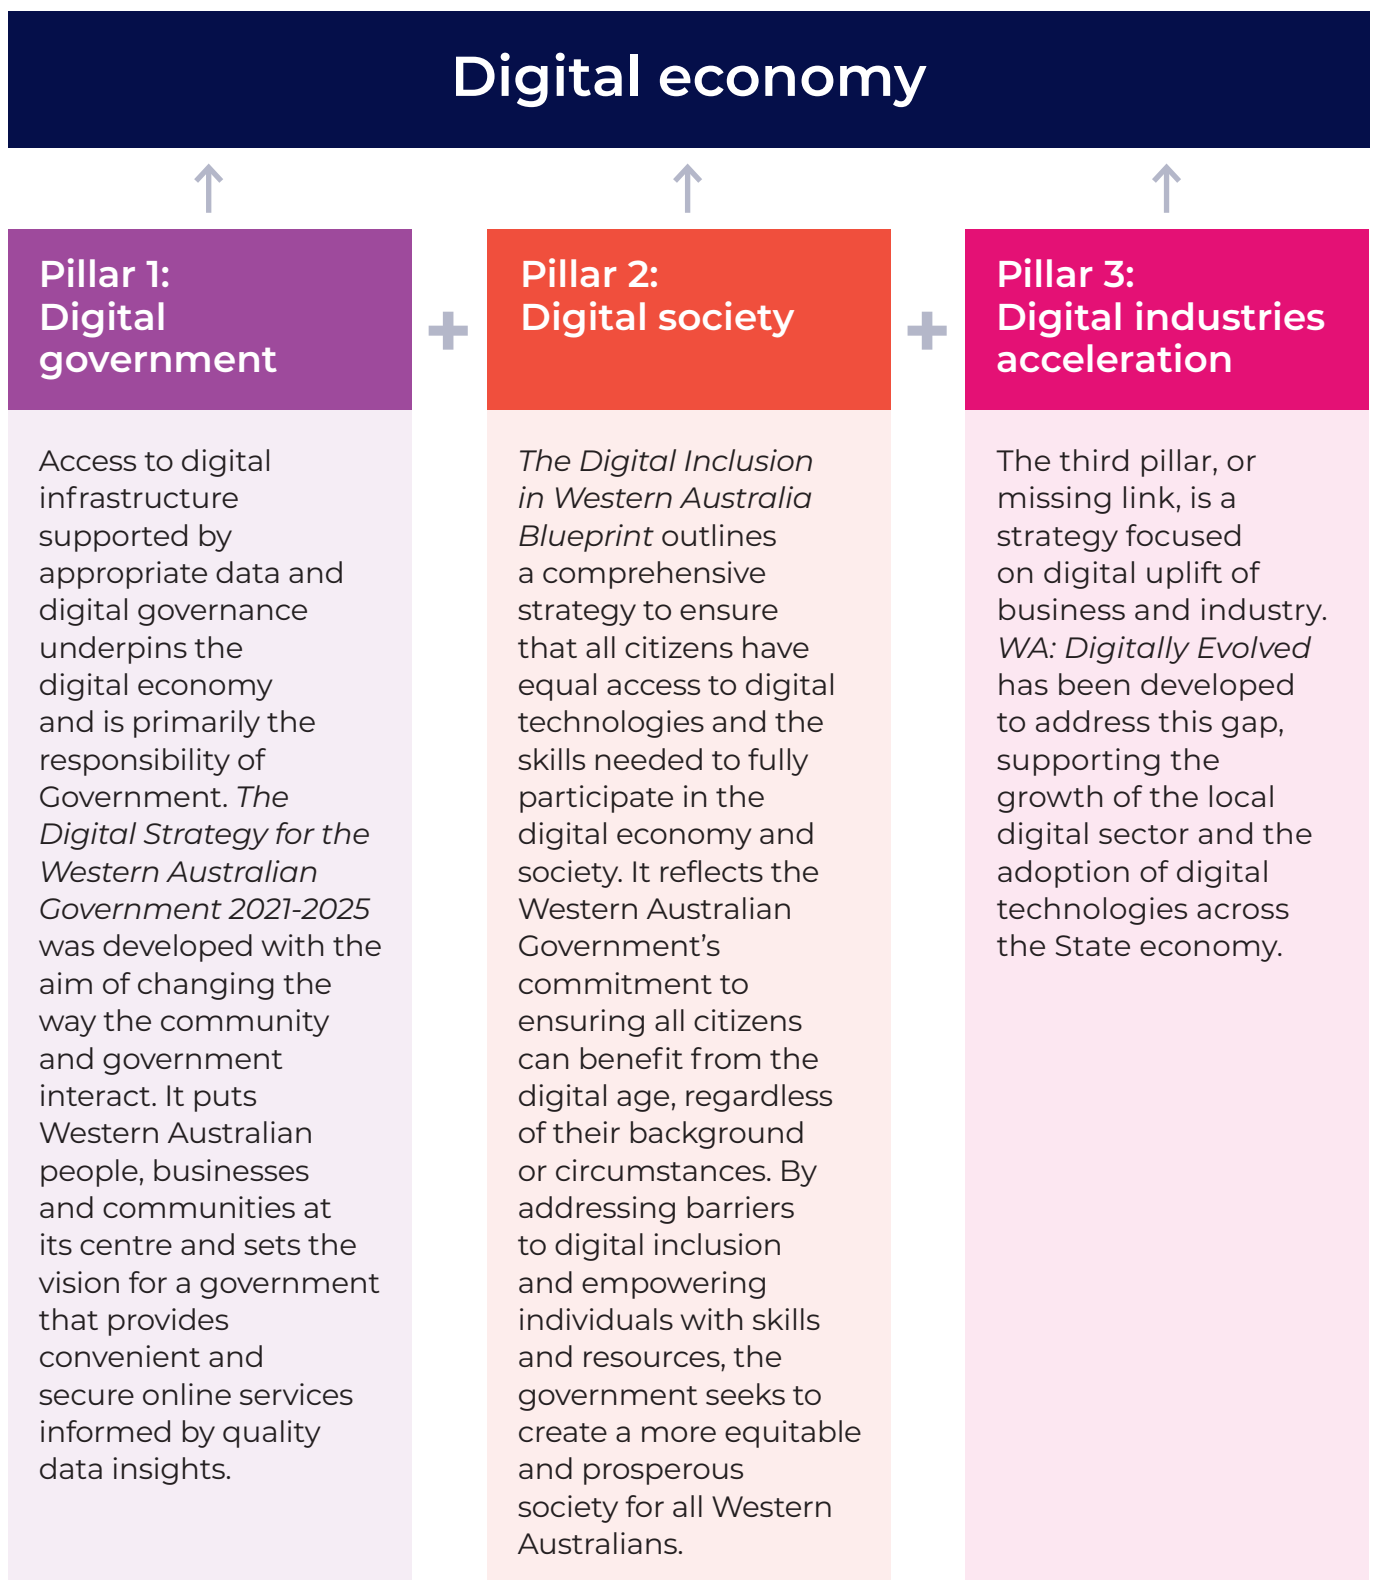 Digital economy
Pillar 1:
Digital
government
Access to digital
infrastructure
supported by
appropriate data and
digital governance
underpins the
digital economy
and is primarily the
responsibility of
Government. The
Digital Strategy for the
Western Australian
Government 2021-2025
was developed with the
aim of changing the
way the community
and government
interact. It puts
Western Australian
people, businesses
and communities at
its centre and sets the
vision for a government
that provides
convenient and
secure online services
informed by quality
data insights.
Pillar 2:
Digital society
The Digital Inclusion
in Western Australia
Blueprint outlines
a comprehensive
strategy to ensure
that all citizens have
equal access to digital
technologies and the
skills needed to fully
participate in the
digital economy and
society. It reflects the
Western Australian
Government’s
commitment to
ensuring all citizens
can benefit from the
digital age, regardless
of their background
or circumstances. By
addressing barriers
to digital inclusion
and empowering
individuals with skills
and resources, the
government seeks to
create a more equitable
and prosperous
society for all Western
Australians.
Pillar 3:
Digital industries
acceleration
The third pillar, or
missing link, is a
strategy focused
on digital uplift of
business and industry.
WA: Digitally Evolved
has been developed
to address this gap,
supporting the
growth of the local
digital sector and the
adoption of digital
technologies across
the State economy.